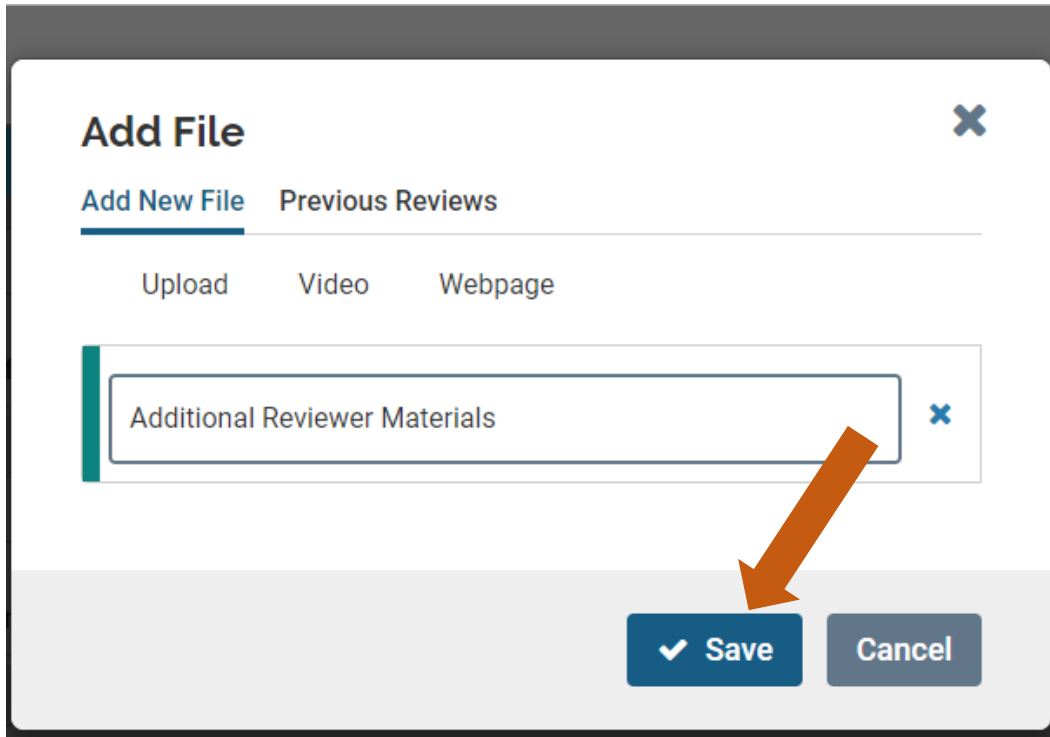 Add File
Add New File Previous Reviews
Upload Video Webpage
Additional Reviewer Materials
Save Cancel